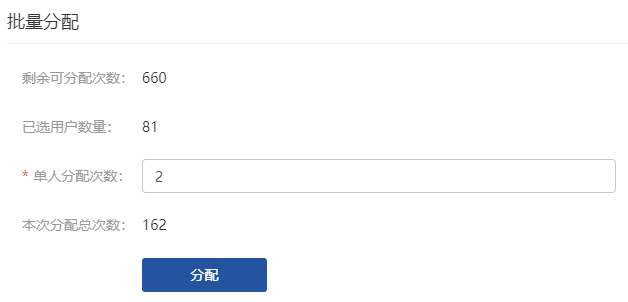 批量分配
剩余可分配次数： 660
已选用户数量： 81
* 单人分配次数： 2
本次分配总次数： 162
分配